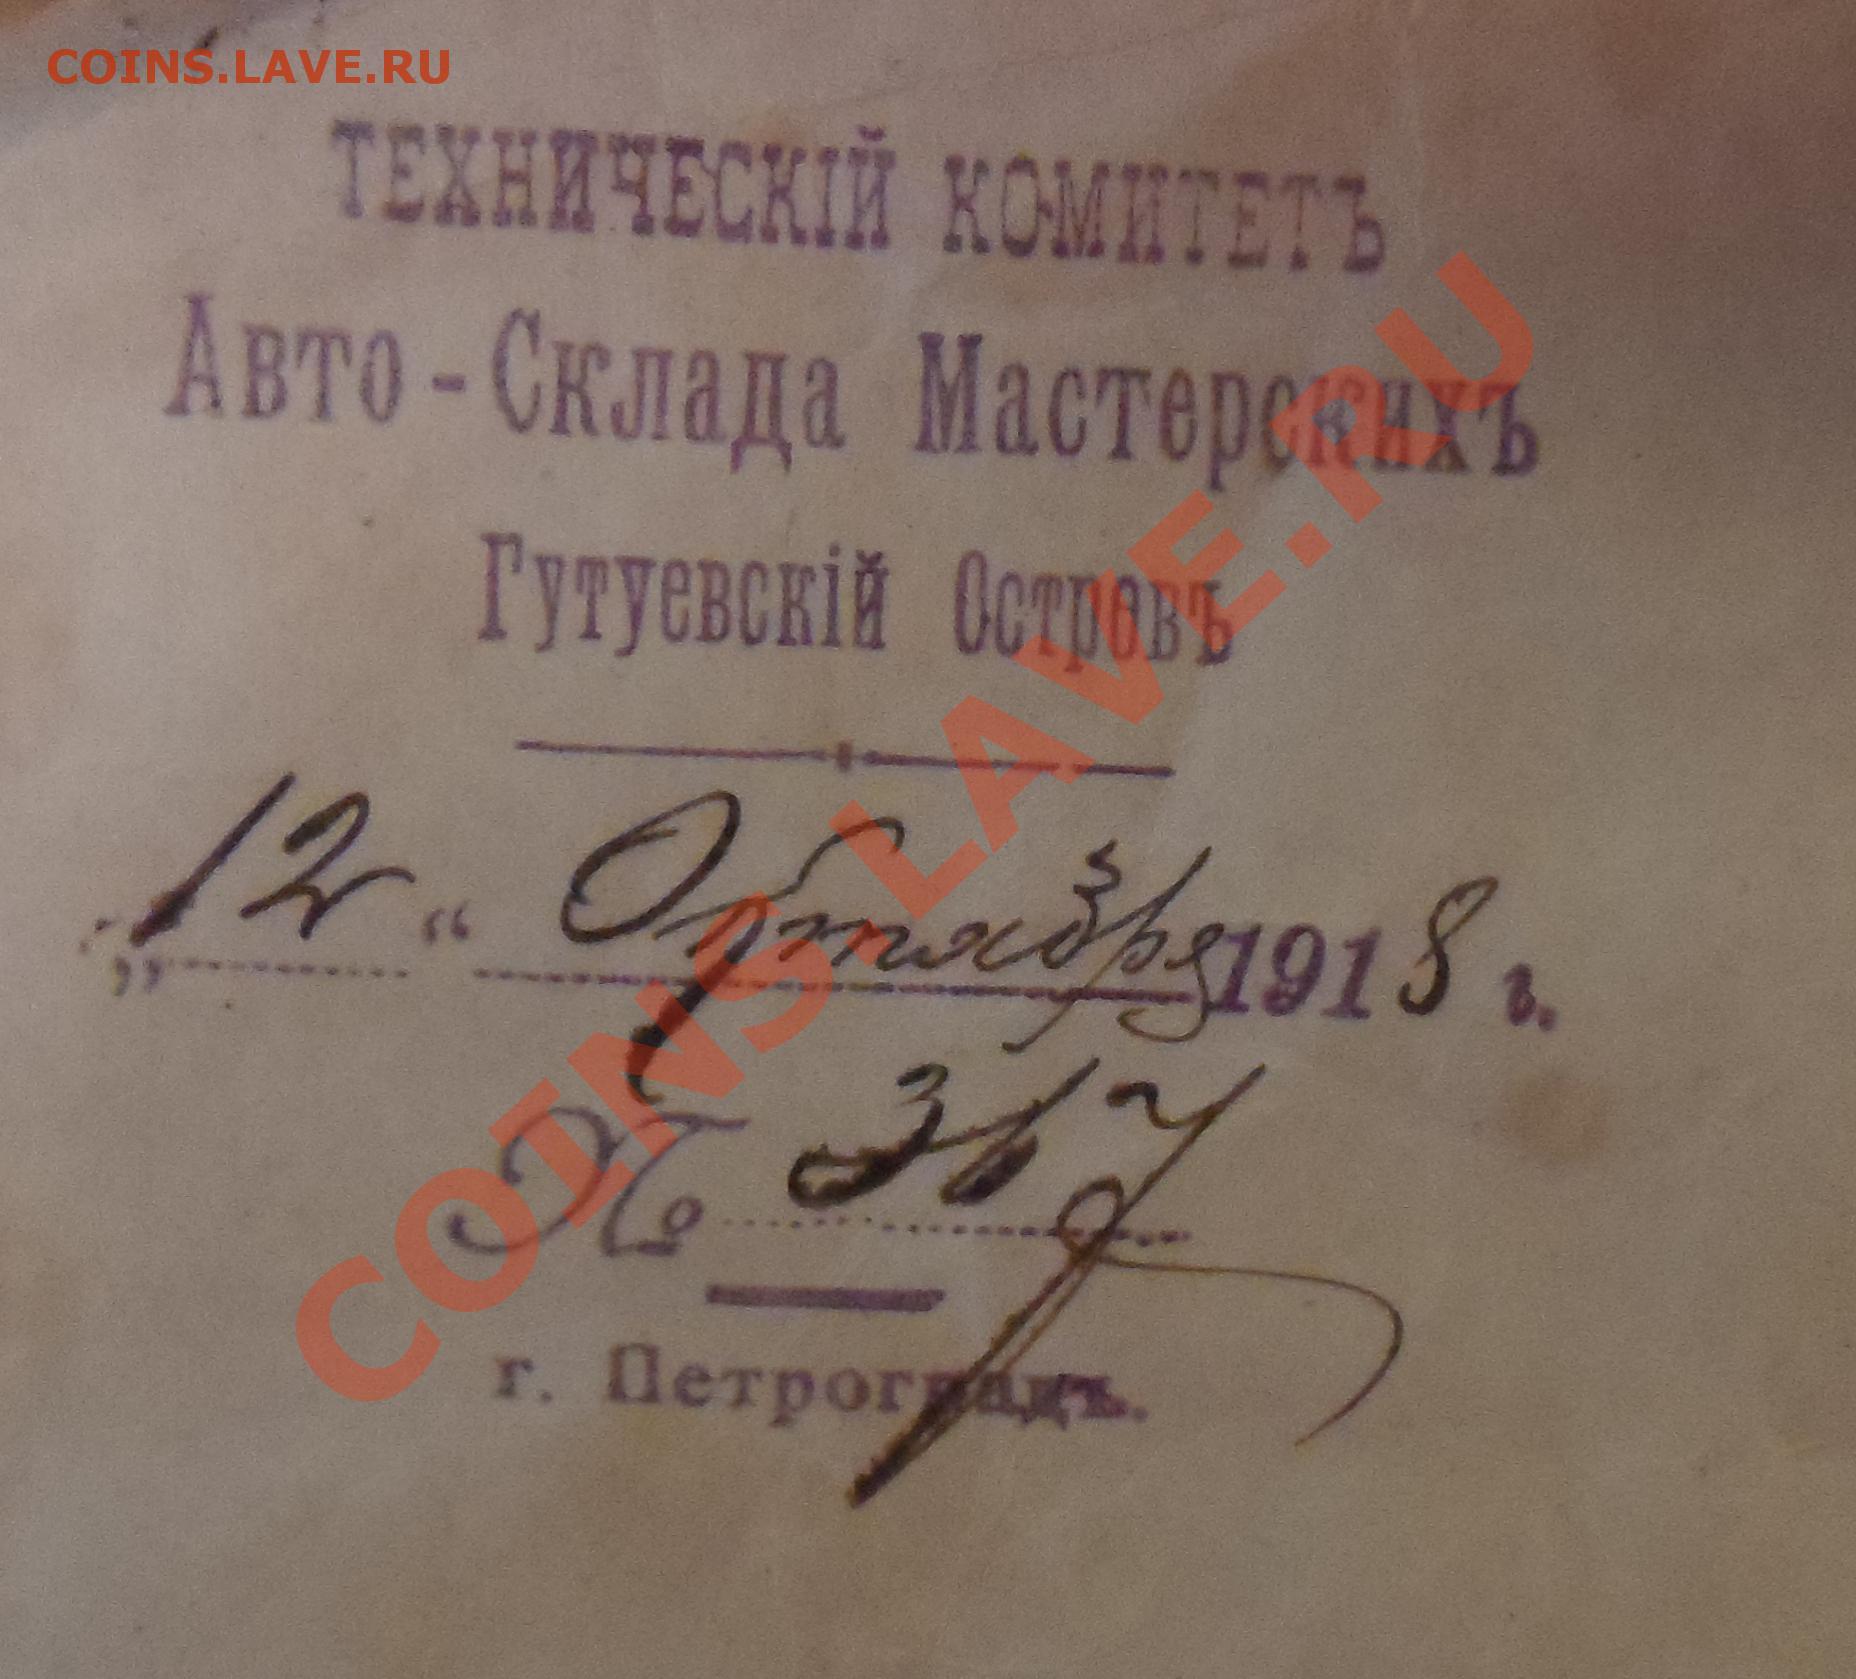 COINS.LAVE.RU
ТЕХНИЧЕСКІЙ КОМИТЕТЪ
Авто-Склада Мастерскихъ
Гутуевскій Островъ
„12“ Октября 1918 г.
№ 367
г. Петроградъ.
COINS.LAVE.RU